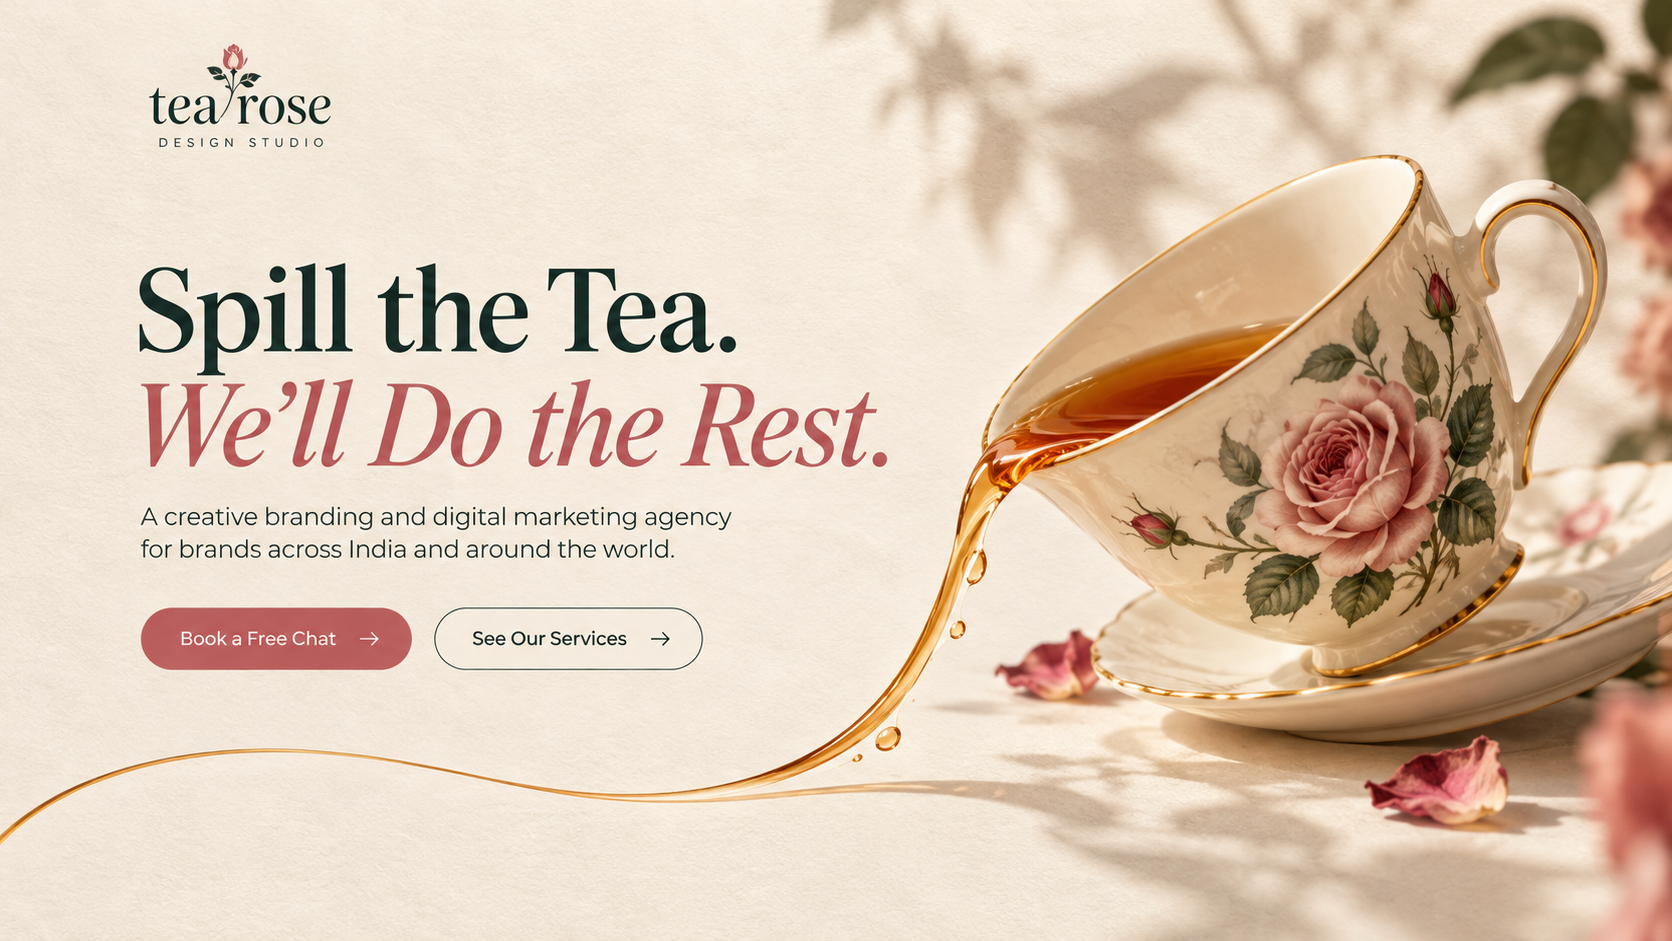 tea rose
DESIGN STUDIO
Spill the Tea.
We’ll Do the Rest.
A creative branding and digital marketing agency
for brands across India and around the world.
Book a Free Chat →
See Our Services →